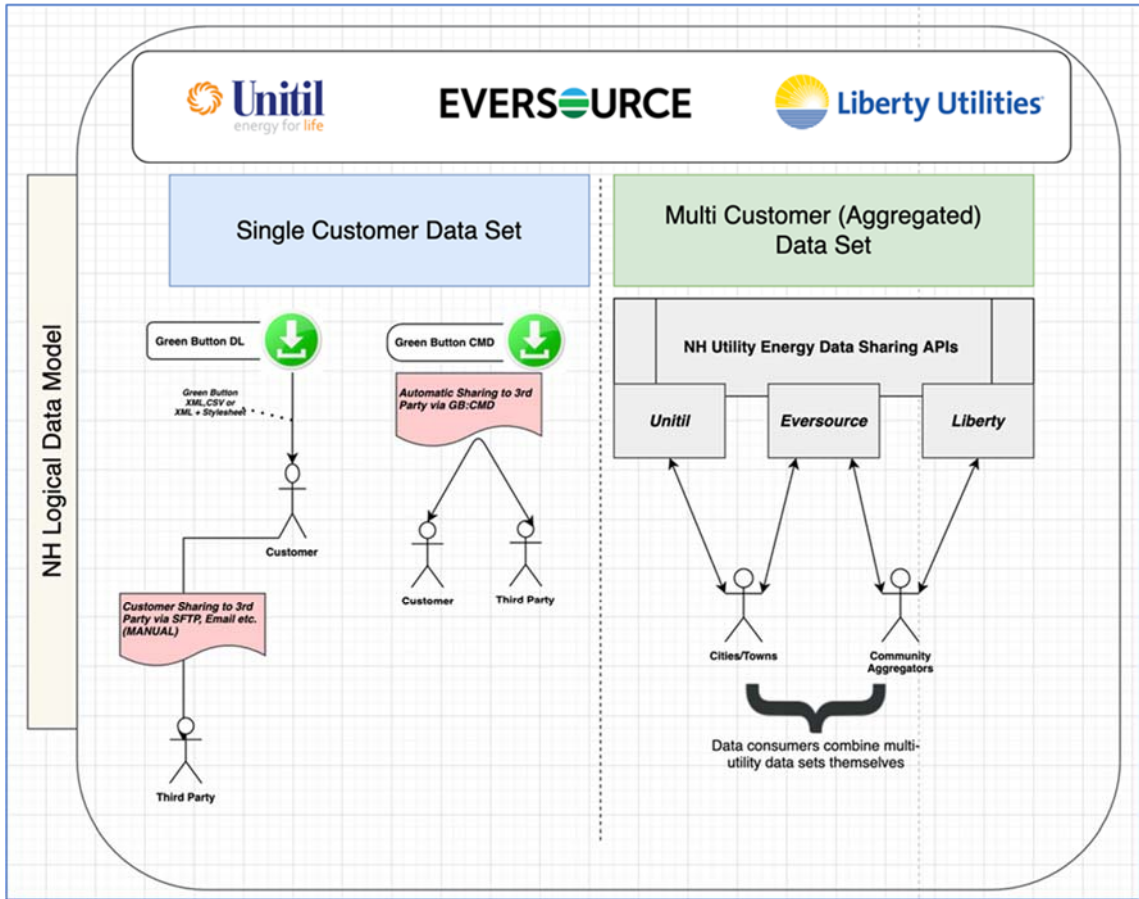 Unitil
energy for life
EVERSOURCE
Liberty Utilities
NH Logical Data Model
Single Customer Data Set
Multi Customer (Aggregated)
Data Set
Green Button DL
Green Button CMD
Green Button
XML,CSV or
XML + Stylesheet
Automatic Sharing to 3rd
Party via GB:CMD
NH Utility Energy Data Sharing APIs
Unitil
Eversource
Liberty
Customer
Customer
Third Party
Customer Sharing to 3rd
Party via SFTP, Email etc.
(MANUAL)
Third Party
Cities/Towns
Community
Aggregators
Data consumers combine multi-
utility data sets themselves